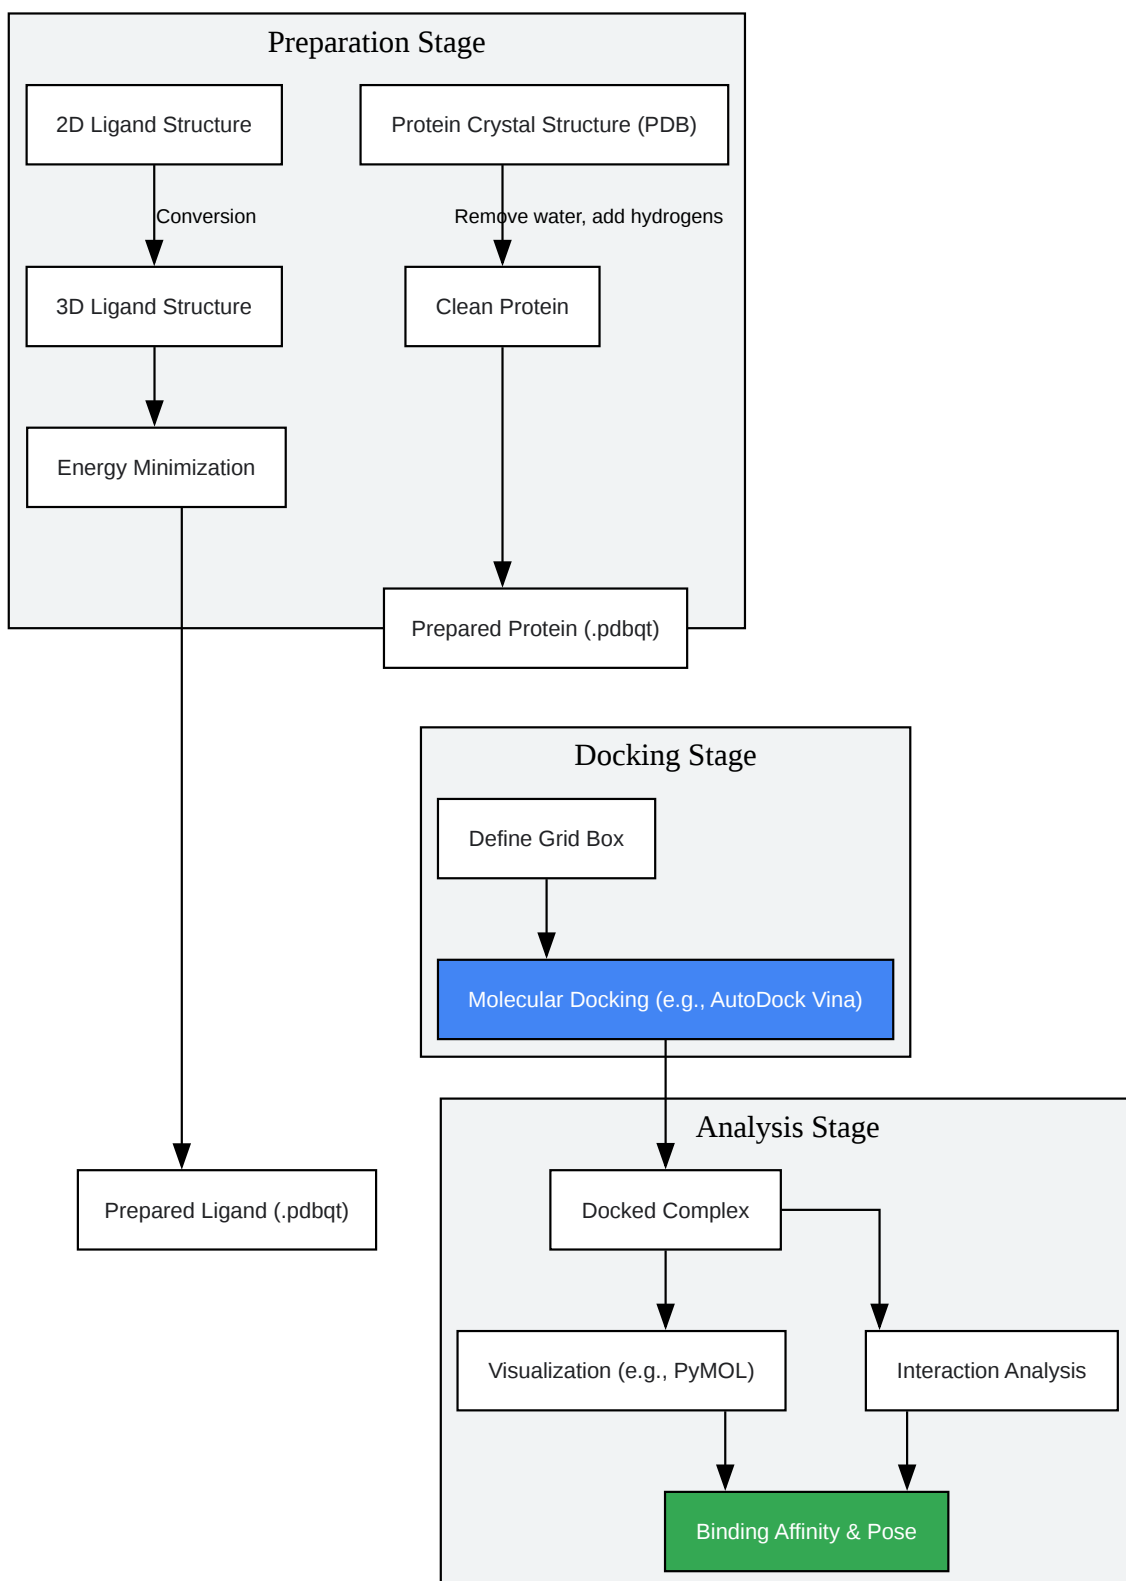 Preparation Stage
2D Ligand Structure
Protein Crystal Structure (PDB)
Conversion
Remove water, add hydrogens
3D Ligand Structure
Clean Protein
Energy Minimization
Prepared Protein (.pdbqt)
Docking Stage
Define Grid Box
Molecular Docking (e.g., AutoDock Vina)
Analysis Stage
Prepared Ligand (.pdbqt)
Docked Complex
Visualization (e.g., PyMOL)
Interaction Analysis
Binding Affinity & Pose